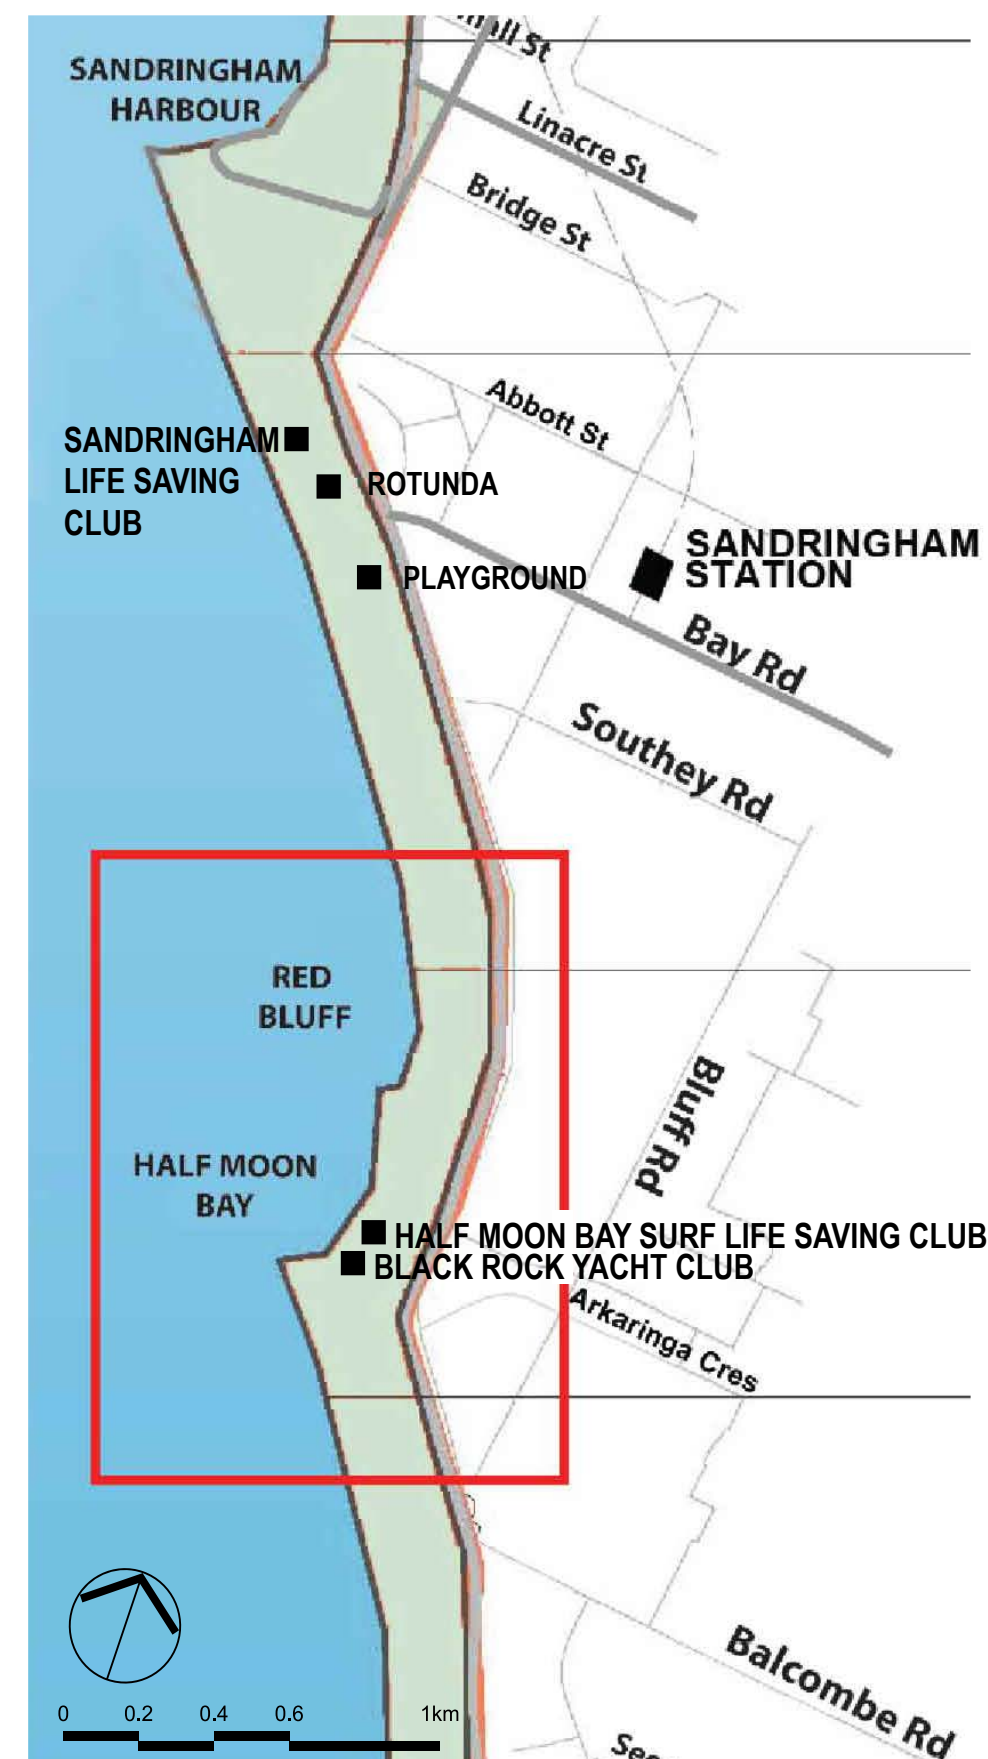 SANDRINGHAM
HARBOUR
Linacre St
Bridge St
Abbott St
SANDRINGHAM
LIFE SAVING
CLUB
ROTUNDA
PLAYGROUND
SANDRINGHAM
STATION
Bay Rd
Southey Rd
RED
BLUFF
Bluff Rd
HALF MOON
BAY
HALF MOON BAY SURF LIFE SAVING CLUB
BLACK ROCK YACHT CLUB
Arkaringa Cres
Balcombe Rd
0 0.2 0.4 0.6 1km